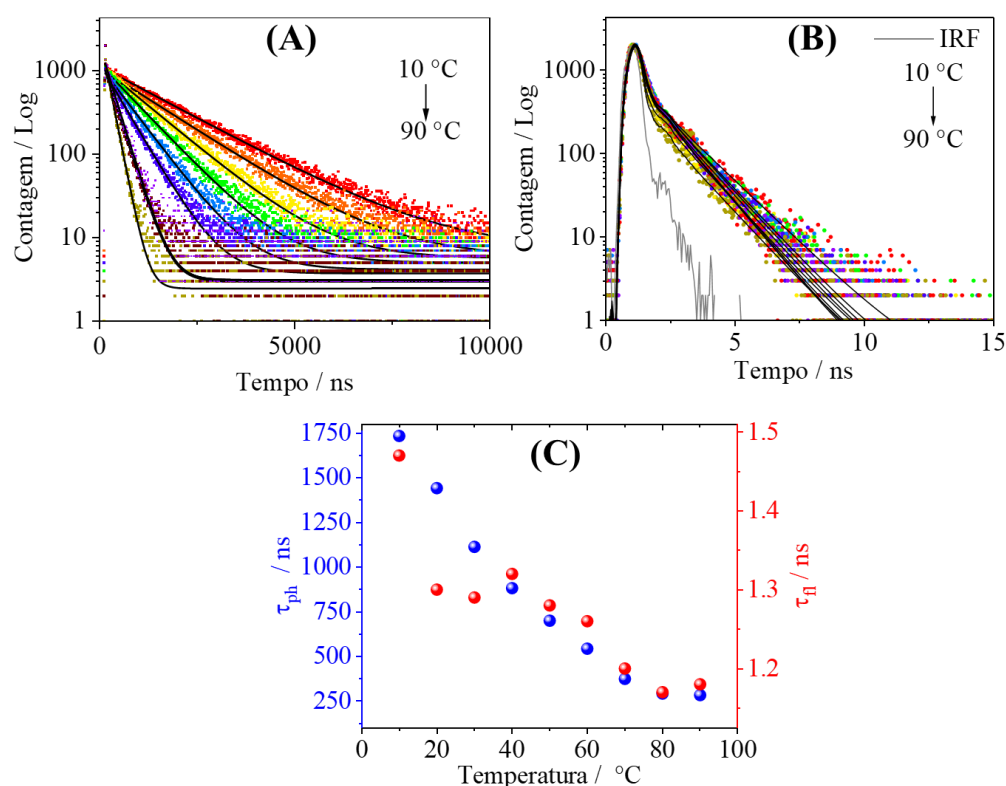 (A)
10 °C
90 °C
Contagem / Log
1000
100
10
1
0
5000
10000
Tempo / ns
(B)
IRF
10 °C
90 °C
Contagem / Log
1000
100
10
1
0
5
10
15
Tempo / ns
(C)
τph / ns
1750
1500
1250
1000
750
500
250
τfl / ns
1.5
1.4
1.3
1.2
0
20
40
60
80
100
Temperatura / °C